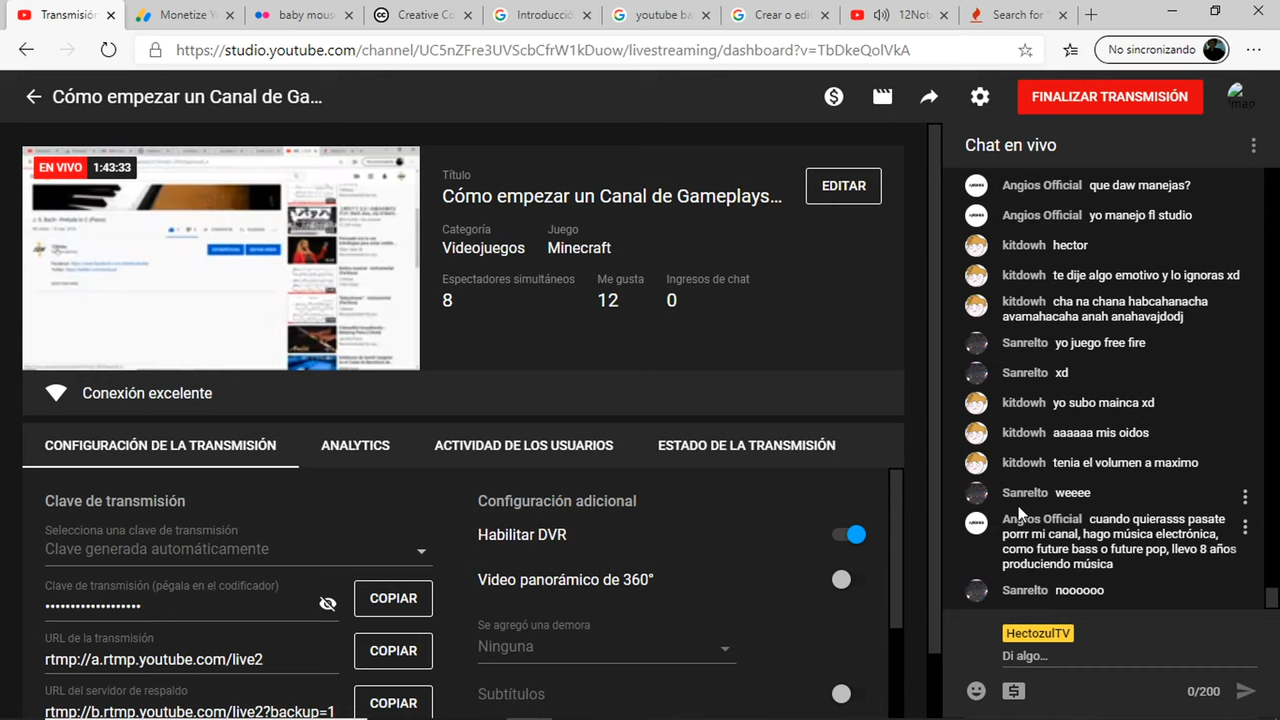 Transmisión
Monetize Y
baby mous
Creative Co
Introducció
youtube ba
Crear o edi
12Not
Search for
https://studio.youtube.com/channel/UC5nZFre3UVScbCfrW1kDuow/livestreaming/dashboard?v=TbDkeQolVkA
No sincronizando
Cómo empezar un Canal de Ga...
FINALIZAR TRANSMISIÓN
EN VIVO 1:43:33
Título
Cómo empezar un Canal de Gameplays...
EDITAR
Categoría Juego
Videojuegos Minecraft
Espectadores simultáneos Me gusta Ingresos de chat
8 12 0
Conexión excelente
CONFIGURACIÓN DE LA TRANSMISIÓN ANALYTICS ACTIVIDAD DE LOS USUARIOS ESTADO DE LA TRANSMISIÓN
Clave de transmisión
Selecciona una clave de transmisión
Clave generada automáticamente
Clave de transmisión (pégala en el codificador)
•••••••••••••••••••
COPIAR
URL de la transmisión
rtmp://a.rtmp.youtube.com/live2
COPIAR
URL del servidor de respaldo
rtmp://b.rtmp.youtube.com/live2?backup=1
COPIAR
Configuración adicional
Habilitar DVR
Video panorámico de 360°
Se agregó una demora
Ninguna
Subtítulos
Chat en vivo
Angios Official que daw manejas?
Angios Official yo manejo fl studio
kitdowh hector
kitdowh te dije algo emotivo y lo ignoras xd
kitdowh cha na chana habcahanacha
avamahacaha anah anahavajdodj
Sanrelto yo juego free fire
Sanrelto xd
kitdowh yo subo mainca xd
kitdowh aaaaaa mis oidos
kitdowh tenia el volumen a maximo
Sanrelto weeee
Angios Official cuando quierasss pasate
porrr mi canal, hago música electrónica,
como future bass o future pop, llevo 8 años
produciendo música
Sanrelto noooooo
HectozulTV
Di algo...
0/200